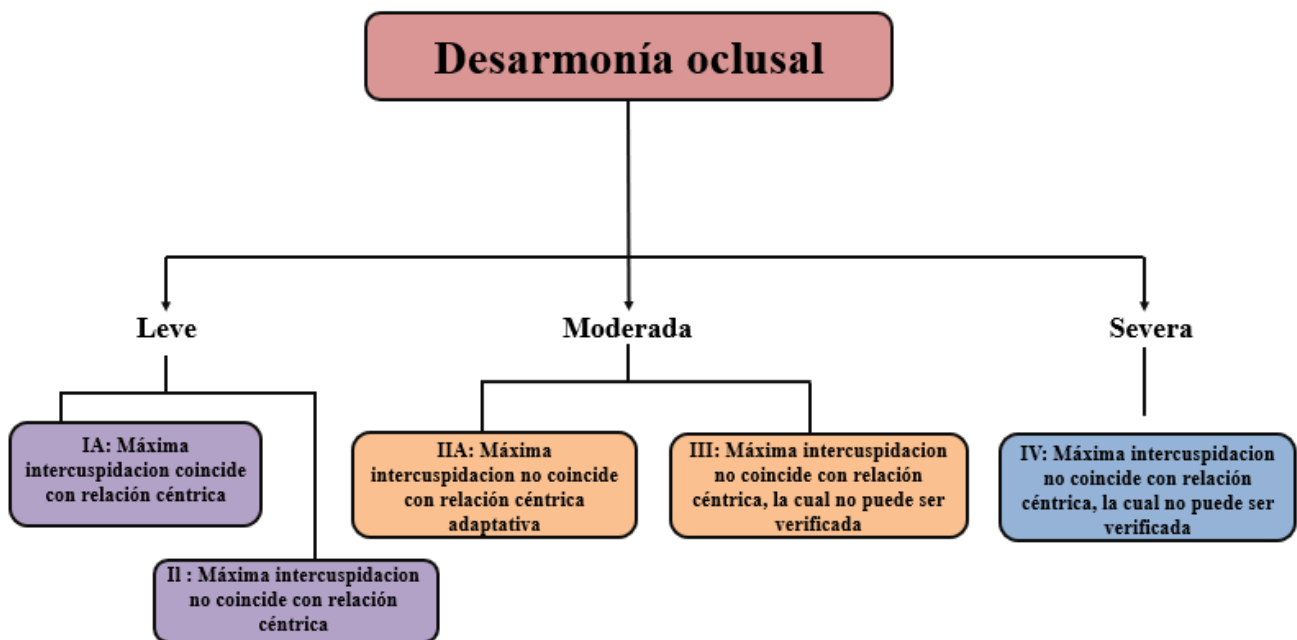 Desarmonía oclusal
Leve
Moderada
Severa
IA: Máxima
intercuspidacion coincide
con relación céntrica
Il : Máxima intercuspidacion
no coincide con relación
céntrica
IIA: Máxima
intercuspidacion no coincide
con relación céntrica
adaptativa
III: Máxima intercuspidacion
no coincide con relación
céntrica, la cual no puede ser
verificada
IV: Máxima intercuspidacion
no coincide con relación
céntrica, la cual no puede ser
verificada